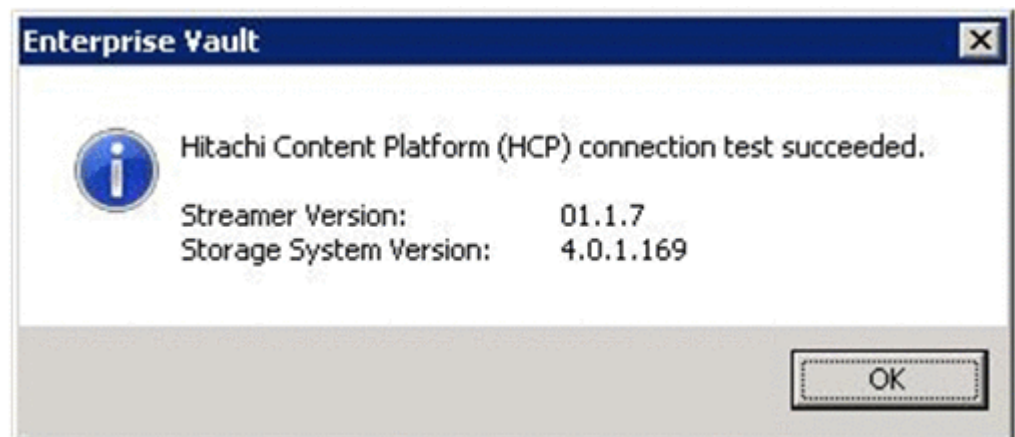 Enterprise Vault
Hitachi Content Platform (HCP) connection test succeeded.
Streamer Version: 01.1.7
Storage System Version: 4.0.1.169
OK